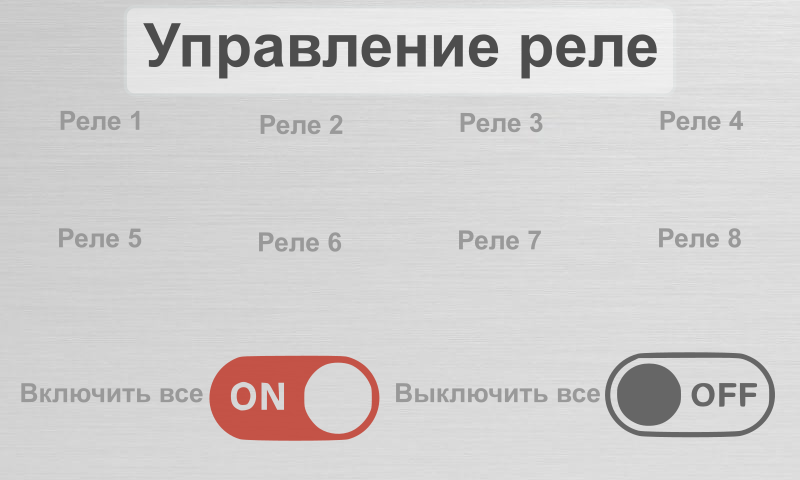 Управление реле
Реле 1 Реле 2 Реле 3 Реле 4
Реле 5 Реле 6 Реле 7 Реле 8
Включить все ON Выключить все OFF